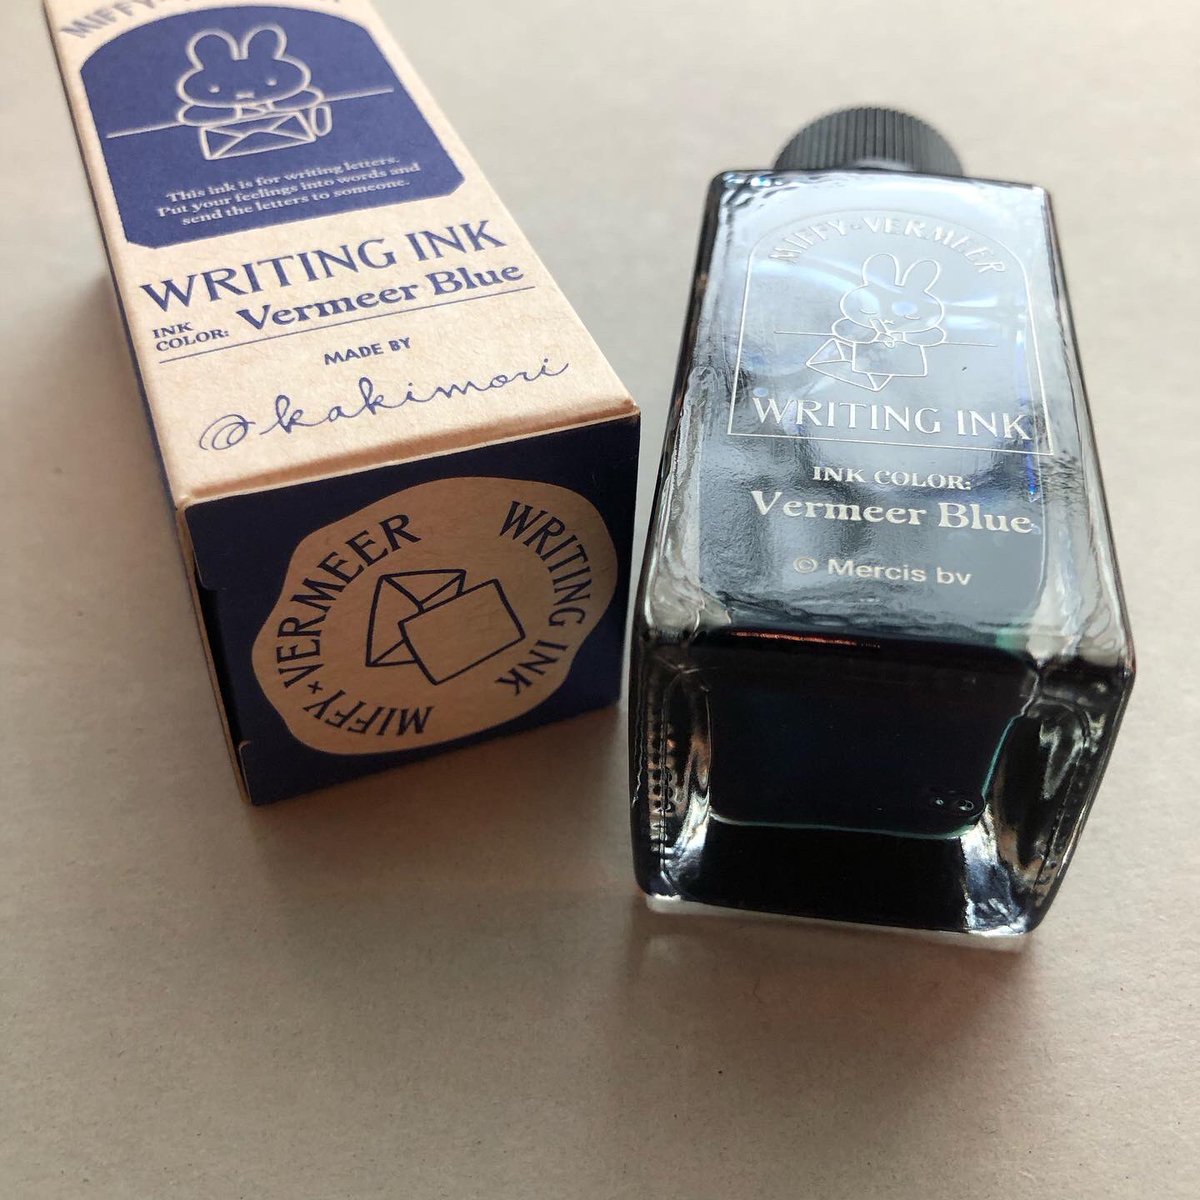 MIFFY
This ink is for writing letters.
Put your feelings into words and
send the letters to someone.
WRITING INK
INK
COLOR: Vermeer Blue
MADE BY
kakimori
MIFFY × VERMEER
WRITING INK
MIFFY × VERMEER
WRITING INK
INK COLOR:
Vermeer Blue
© Mercis bv